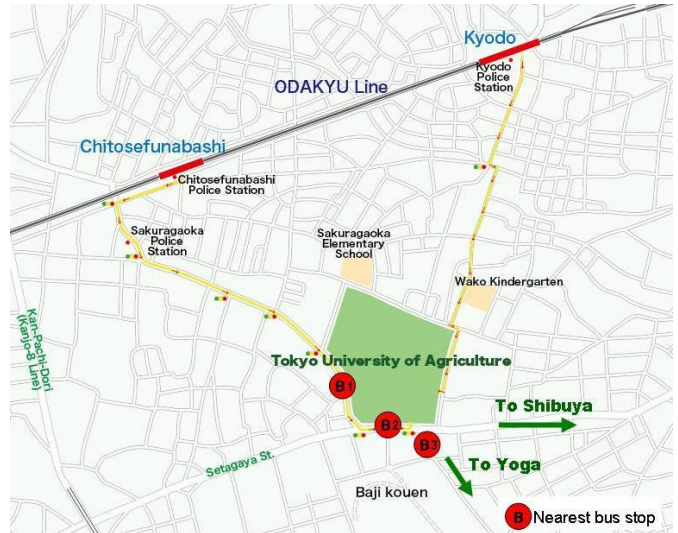 Kyodo
Kyodo
Police
Station
ODAKYU Line
Chitosefunabashi
Chitosefunabashi
Police Station
Sakuragaoka
Police
Station
Sakuragaoka
Elementary
School
Wako Kindergarten
Kan-Pachi-Dori
(Kanjo-8 Line)
Tokyo University of Agriculture
B1
B2
B3
To Shibuya
To Yoga
Setagaya St.
Baji kouen
B Nearest bus stop